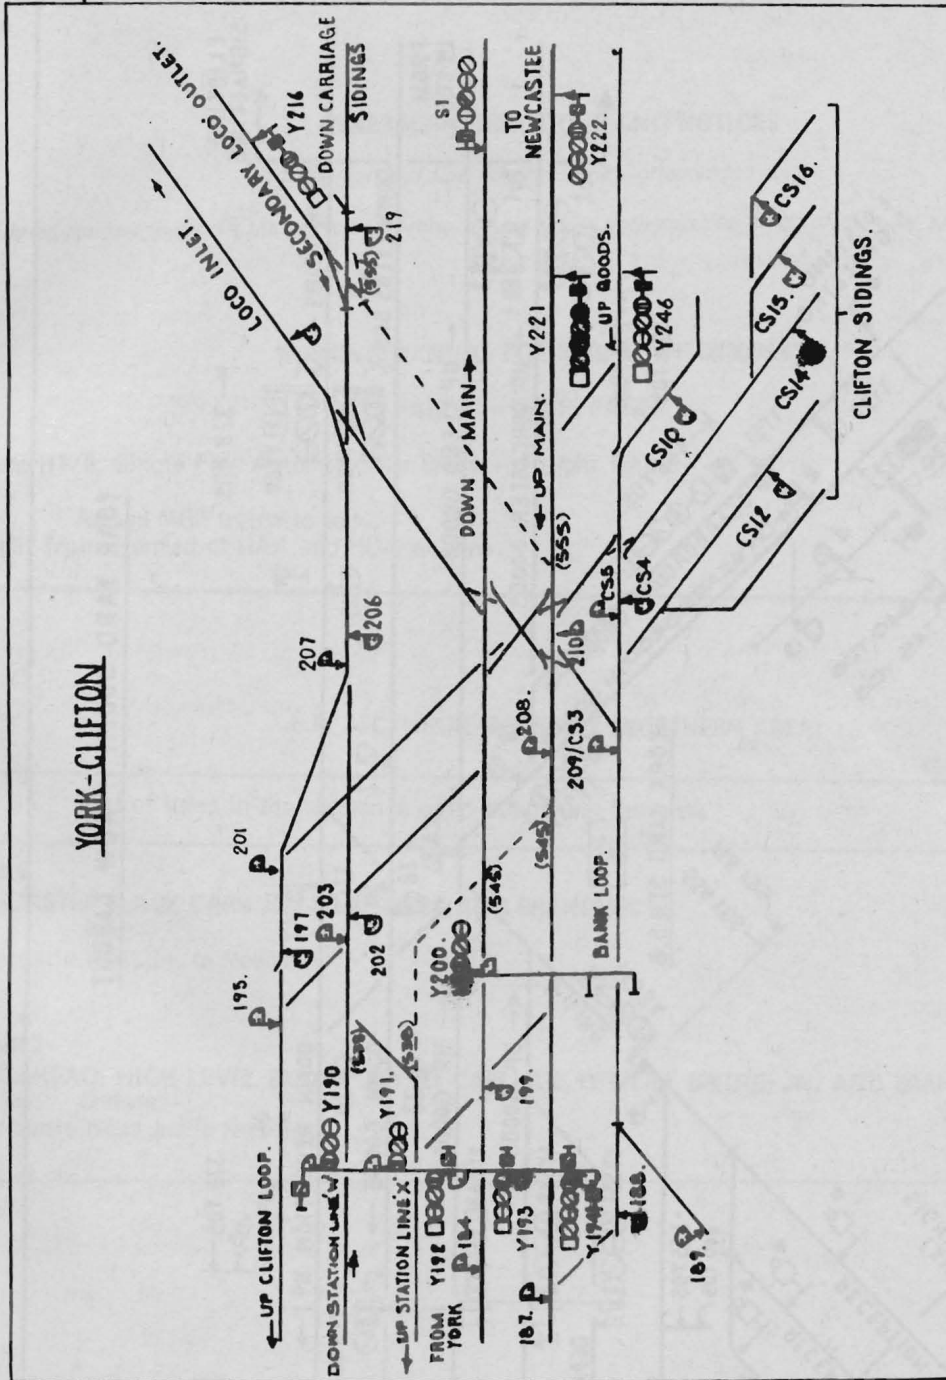 YORK-CLIFTON
LOCO OUTLET.
SECONDARY
LOCO INLET.
Y216
DOWN CARRIAGE
SIDINGS
219
(595)
S1
TO
NEWCASTEE
Y222.
DOWN MAIN
UP MAIN.
Y221
UP GOODS.
Y246
(555)
CS16.
CS15.
CS14
CS10
CS12
CLIFTON SIDINGS.
CS5
CS4
210
207
206
208.
209/CS3
201
195.
197
203
202
Y200.
(545)
(545)
BANK LOOP.
UP CLIFTON LOOP.
DOWN STATION LINE 'W'
Y190
UP STATION LINE 'X'
Y191.
FROM
YORK
Y192
184
199.
Y193
187.
Y194
188.
189.